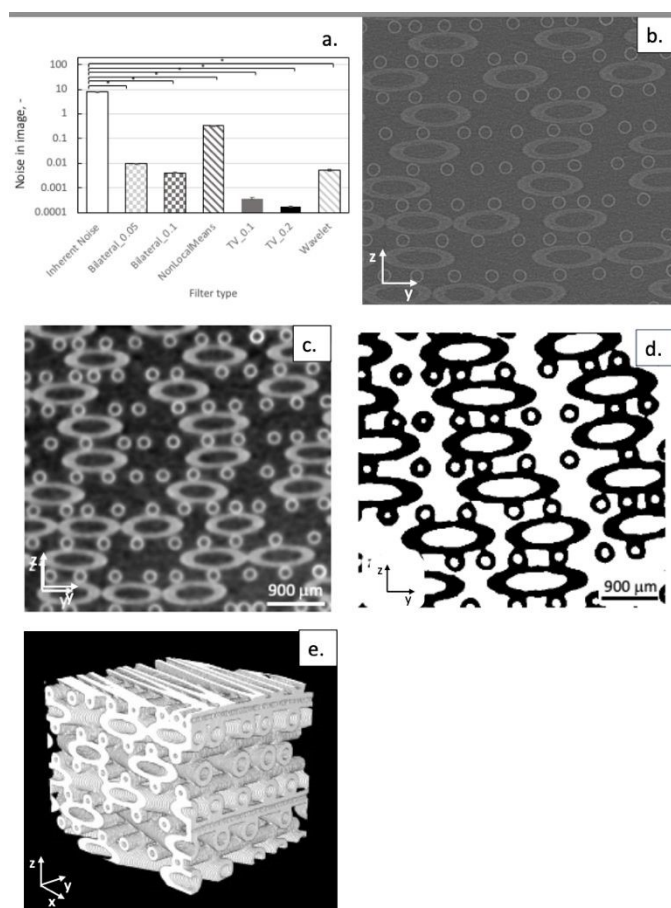 a.
100
10
1
0.1
0.01
0.001
0.0001
Noise in image, -
Inherent Noise
Bilateral_0.05
Bilateral_0.1
NonLocalMeans
TV_0.1
TV_0.2
Wavelet
Filter type
b.
z
y
c.
z
z
y
y
900 μm
d.
z
y
900 μm
e.
z
y
x